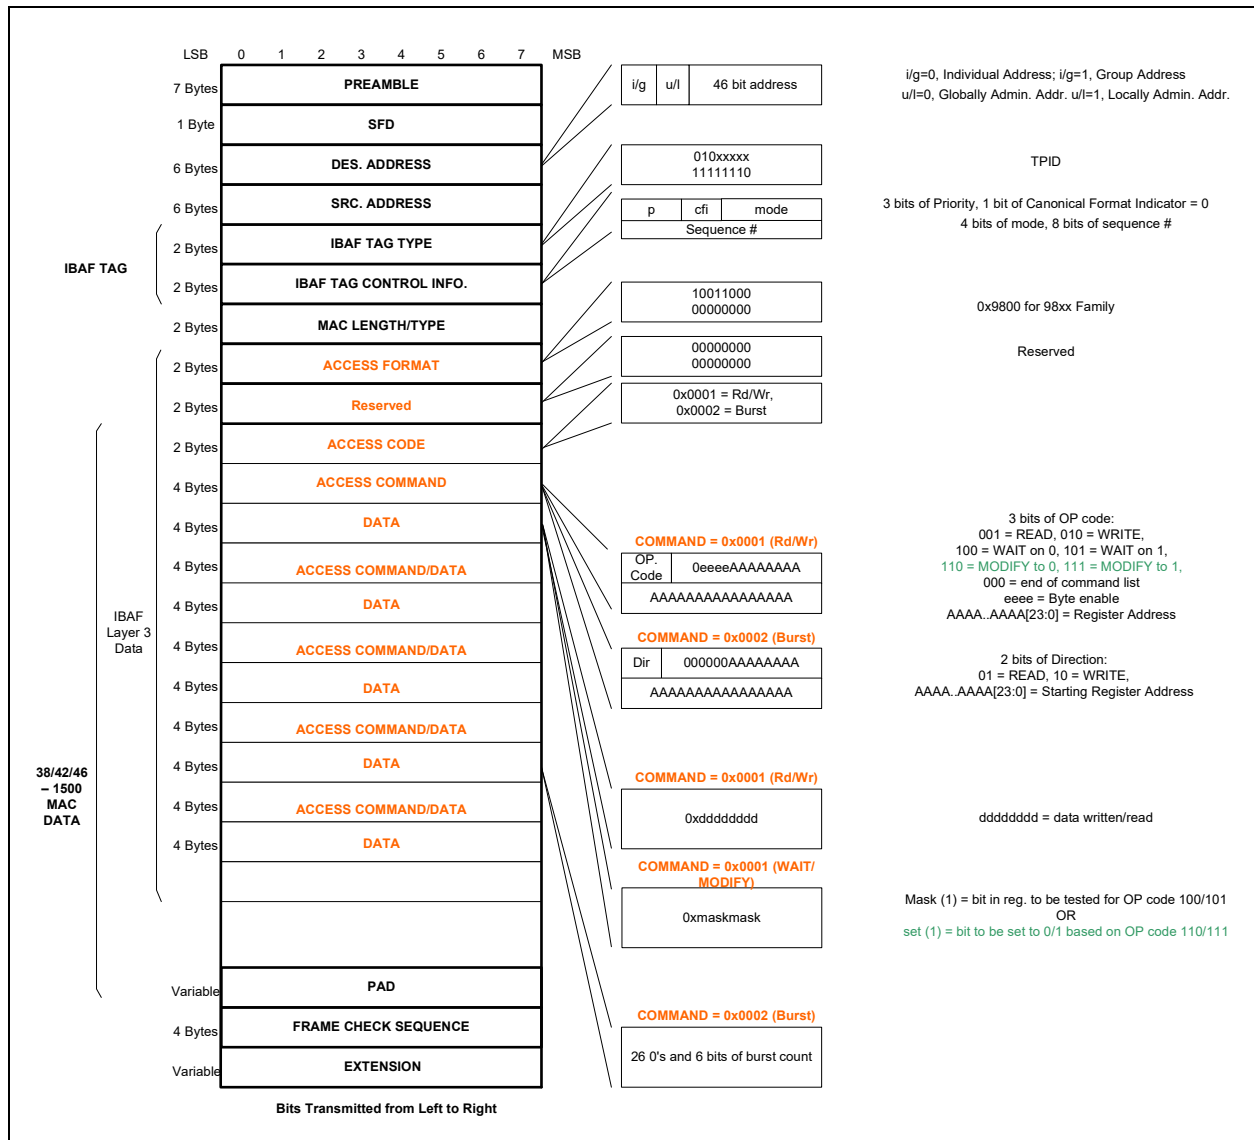 LSB 0 1 2 3 4 5 6 7 MSB
7 Bytes PREAMBLE
1 Byte SFD
6 Bytes DES. ADDRESS
6 Bytes SRC. ADDRESS
IBAF TAG
2 Bytes IBAF TAG TYPE
2 Bytes IBAF TAG CONTROL INFO.
2 Bytes MAC LENGTH/TYPE
2 Bytes ACCESS FORMAT
2 Bytes Reserved
2 Bytes ACCESS CODE
4 Bytes ACCESS COMMAND
4 Bytes DATA
4 Bytes ACCESS COMMAND/DATA
4 Bytes DATA
4 Bytes ACCESS COMMAND/DATA
4 Bytes DATA
4 Bytes ACCESS COMMAND/DATA
4 Bytes DATA
4 Bytes ACCESS COMMAND/DATA
4 Bytes DATA
IBAF
Layer 3
Data
38/42/46
– 1500
MAC
DATA
Variable PAD
4 Bytes FRAME CHECK SEQUENCE
Variable EXTENSION
Bits Transmitted from Left to Right
i/g u/l 46 bit address
i/g=0, Individual Address; i/g=1, Group Address
u/l=0, Globally Admin. Addr. u/l=1, Locally Admin. Addr.
010xxxxx
11111110
TPID
p cfi mode
Sequence #
3 bits of Priority, 1 bit of Canonical Format Indicator = 0
4 bits of mode, 8 bits of sequence #
10011000
00000000
0x9800 for 98xx Family
00000000
00000000
Reserved
0x0001 = Rd/Wr,
0x0002 = Burst
COMMAND = 0x0001 (Rd/Wr)
OP.
Code
0eeeeAAAAAAAA
AAAAAAAAAAAAAAAA
3 bits of OP code:
001 = READ, 010 = WRITE,
100 = WAIT on 0, 101 = WAIT on 1,
110 = MODIFY to 0, 111 = MODIFY to 1,
000 = end of command list
eeee = Byte enable
AAAA..AAAA[23:0] = Register Address
COMMAND = 0x0002 (Burst)
Dir 000000AAAAAAAA
AAAAAAAAAAAAAAAA
2 bits of Direction:
01 = READ, 10 = WRITE,
AAAA..AAAA[23:0] = Starting Register Address
COMMAND = 0x0001 (Rd/Wr)
0xdddddddd
dddddddd = data written/read
COMMAND = 0x0001 (WAIT/
MODIFY)
0xmaskmask
Mask (1) = bit in reg. to be tested for OP code 100/101
OR
set (1) = bit to be set to 0/1 based on OP code 110/111
COMMAND = 0x0002 (Burst)
26 0's and 6 bits of burst count